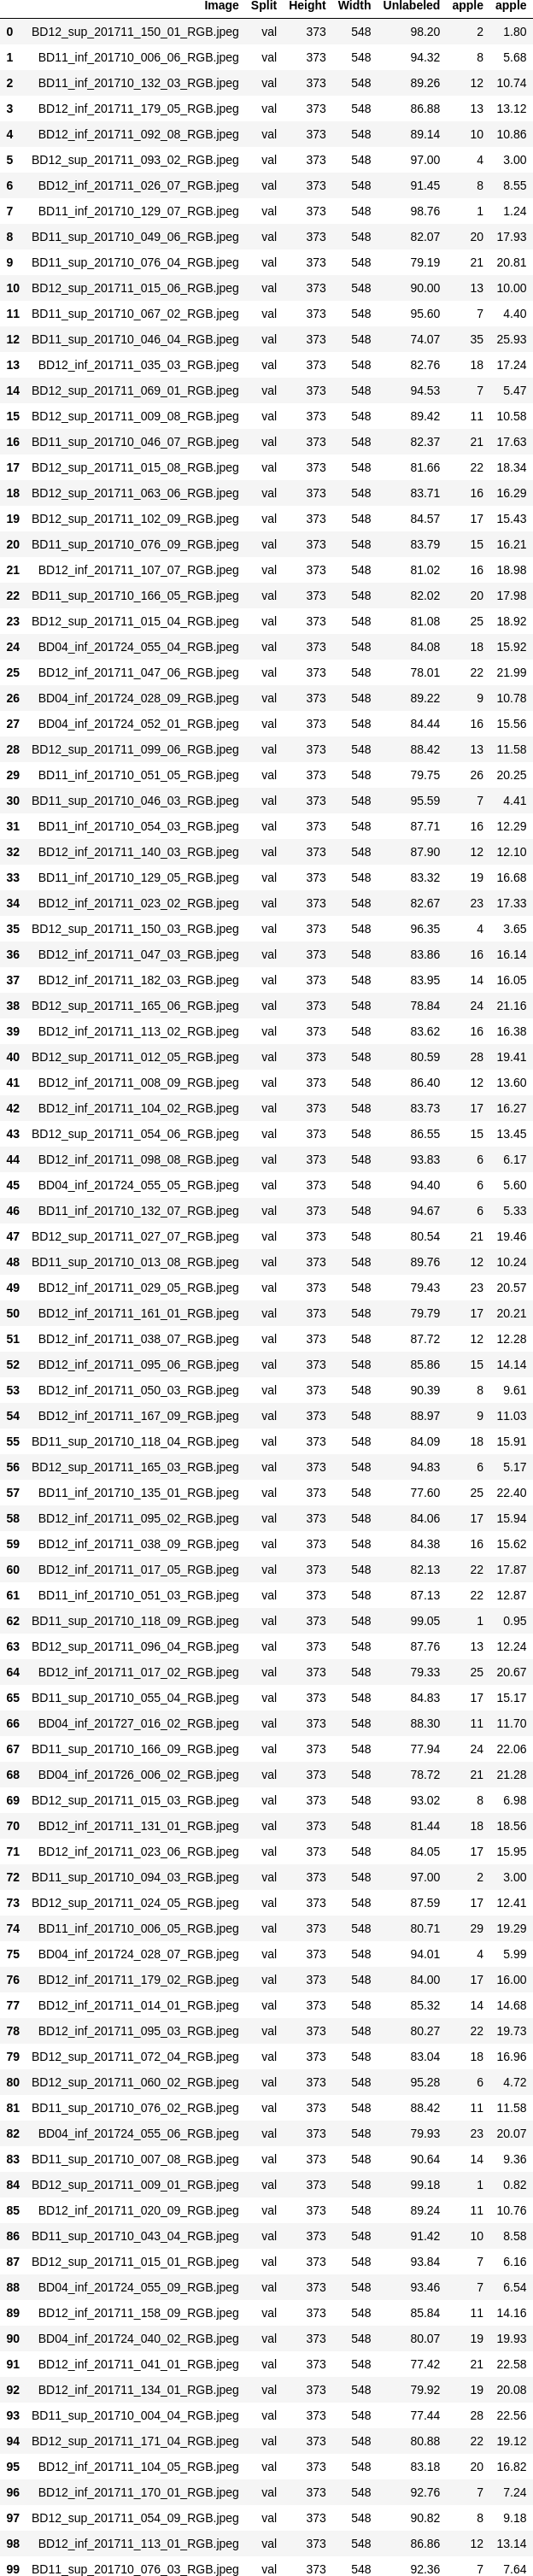 Image Split Height Width Unlabeled apple apple
0 BD12_sup_201711_150_01_RGB.jpeg val 373 548 98.20 2 1.80
1 BD11_inf_201710_006_06_RGB.jpeg val 373 548 94.32 8 5.68
2 BD11_inf_201710_132_03_RGB.jpeg val 373 548 89.26 12 10.74
3 BD12_inf_201711_179_05_RGB.jpeg val 373 548 86.88 13 13.12
4 BD12_inf_201711_092_08_RGB.jpeg val 373 548 89.14 10 10.86
5 BD12_sup_201711_093_02_RGB.jpeg val 373 548 97.00 4 3.00
6 BD12_inf_201711_026_07_RGB.jpeg val 373 548 91.45 8 8.55
7 BD11_inf_201710_129_07_RGB.jpeg val 373 548 98.76 1 1.24
8 BD11_sup_201710_049_06_RGB.jpeg val 373 548 82.07 20 17.93
9 BD11_sup_201710_076_04_RGB.jpeg val 373 548 79.19 21 20.81
10 BD12_sup_201711_015_06_RGB.jpeg val 373 548 90.00 13 10.00
11 BD11_sup_201710_067_02_RGB.jpeg val 373 548 95.60 7 4.40
12 BD11_sup_201710_046_04_RGB.jpeg val 373 548 74.07 35 25.93
13 BD12_inf_201711_035_03_RGB.jpeg val 373 548 82.76 18 17.24
14 BD12_sup_201711_069_01_RGB.jpeg val 373 548 94.53 7 5.47
15 BD12_sup_201711_009_08_RGB.jpeg val 373 548 89.42 11 10.58
16 BD11_sup_201710_046_07_RGB.jpeg val 373 548 82.37 21 17.63
17 BD12_sup_201711_015_08_RGB.jpeg val 373 548 81.66 22 18.34
18 BD12_sup_201711_063_06_RGB.jpeg val 373 548 83.71 16 16.29
19 BD12_sup_201711_102_09_RGB.jpeg val 373 548 84.57 17 15.43
20 BD11_sup_201710_076_09_RGB.jpeg val 373 548 83.79 15 16.21
21 BD12_inf_201711_107_07_RGB.jpeg val 373 548 81.02 16 18.98
22 BD11_sup_201710_166_05_RGB.jpeg val 373 548 82.02 20 17.98
23 BD12_sup_201711_015_04_RGB.jpeg val 373 548 81.08 25 18.92
24 BD04_inf_201724_055_04_RGB.jpeg val 373 548 84.08 18 15.92
25 BD12_inf_201711_047_06_RGB.jpeg val 373 548 78.01 22 21.99
26 BD04_inf_201724_028_09_RGB.jpeg val 373 548 89.22 9 10.78
27 BD04_inf_201724_052_01_RGB.jpeg val 373 548 84.44 16 15.56
28 BD12_sup_201711_099_06_RGB.jpeg val 373 548 88.42 13 11.58
29 BD11_inf_201710_051_05_RGB.jpeg val 373 548 79.75 26 20.25
30 BD11_sup_201710_046_03_RGB.jpeg val 373 548 95.59 7 4.41
31 BD11_inf_201710_054_03_RGB.jpeg val 373 548 87.71 16 12.29
32 BD12_inf_201711_140_03_RGB.jpeg val 373 548 87.90 12 12.10
33 BD11_inf_201710_129_05_RGB.jpeg val 373 548 83.32 19 16.68
34 BD12_inf_201711_023_02_RGB.jpeg val 373 548 82.67 23 17.33
35 BD12_sup_201711_150_03_RGB.jpeg val 373 548 96.35 4 3.65
36 BD12_inf_201711_047_03_RGB.jpeg val 373 548 83.86 16 16.14
37 BD12_inf_201711_182_03_RGB.jpeg val 373 548 83.95 14 16.05
38 BD12_sup_201711_165_06_RGB.jpeg val 373 548 78.84 24 21.16
39 BD12_inf_201711_113_02_RGB.jpeg val 373 548 83.62 16 16.38
40 BD12_sup_201711_012_05_RGB.jpeg val 373 548 80.59 28 19.41
41 BD12_inf_201711_008_09_RGB.jpeg val 373 548 86.40 12 13.60
42 BD12_inf_201711_104_02_RGB.jpeg val 373 548 83.73 17 16.27
43 BD12_sup_201711_054_06_RGB.jpeg val 373 548 86.55 15 13.45
44 BD12_inf_201711_098_08_RGB.jpeg val 373 548 93.83 6 6.17
45 BD04_inf_201724_055_05_RGB.jpeg val 373 548 94.40 6 5.60
46 BD11_inf_201710_132_07_RGB.jpeg val 373 548 94.67 6 5.33
47 BD12_sup_201711_027_07_RGB.jpeg val 373 548 80.54 21 19.46
48 BD11_sup_201710_013_08_RGB.jpeg val 373 548 89.76 12 10.24
49 BD12_inf_201711_029_05_RGB.jpeg val 373 548 79.43 23 20.57
50 BD12_inf_201711_161_01_RGB.jpeg val 373 548 79.79 17 20.21
51 BD12_inf_201711_038_07_RGB.jpeg val 373 548 87.72 12 12.28
52 BD12_inf_201711_095_06_RGB.jpeg val 373 548 85.86 15 14.14
53 BD12_inf_201711_050_03_RGB.jpeg val 373 548 90.39 8 9.61
54 BD12_inf_201711_167_09_RGB.jpeg val 373 548 88.97 9 11.03
55 BD11_sup_201710_118_04_RGB.jpeg val 373 548 84.09 18 15.91
56 BD12_sup_201711_165_03_RGB.jpeg val 373 548 94.83 6 5.17
57 BD11_inf_201710_135_01_RGB.jpeg val 373 548 77.60 25 22.40
58 BD12_inf_201711_095_02_RGB.jpeg val 373 548 84.06 17 15.94
59 BD12_inf_201711_038_09_RGB.jpeg val 373 548 84.38 16 15.62
60 BD12_inf_201711_017_05_RGB.jpeg val 373 548 82.13 22 17.87
61 BD11_inf_201710_051_03_RGB.jpeg val 373 548 87.13 22 12.87
62 BD11_sup_201710_118_09_RGB.jpeg val 373 548 99.05 1 0.95
63 BD12_sup_201711_096_04_RGB.jpeg val 373 548 87.76 13 12.24
64 BD12_inf_201711_017_02_RGB.jpeg val 373 548 79.33 25 20.67
65 BD11_sup_201710_055_04_RGB.jpeg val 373 548 84.83 17 15.17
66 BD04_inf_201727_016_02_RGB.jpeg val 373 548 88.30 11 11.70
67 BD11_sup_201710_166_09_RGB.jpeg val 373 548 77.94 24 22.06
68 BD04_inf_201726_006_02_RGB.jpeg val 373 548 78.72 21 21.28
69 BD12_sup_201711_015_03_RGB.jpeg val 373 548 93.02 8 6.98
70 BD12_inf_201711_131_01_RGB.jpeg val 373 548 81.44 18 18.56
71 BD12_inf_201711_023_06_RGB.jpeg val 373 548 84.05 17 15.95
72 BD11_sup_201710_094_03_RGB.jpeg val 373 548 97.00 2 3.00
73 BD12_sup_201711_024_05_RGB.jpeg val 373 548 87.59 17 12.41
74 BD11_inf_201710_006_05_RGB.jpeg val 373 548 80.71 29 19.29
75 BD04_inf_201724_028_07_RGB.jpeg val 373 548 94.01 4 5.99
76 BD12_inf_201711_179_02_RGB.jpeg val 373 548 84.00 17 16.00
77 BD12_inf_201711_014_01_RGB.jpeg val 373 548 85.32 14 14.68
78 BD12_inf_201711_095_03_RGB.jpeg val 373 548 80.27 22 19.73
79 BD12_sup_201711_072_04_RGB.jpeg val 373 548 83.04 18 16.96
80 BD12_sup_201711_060_02_RGB.jpeg val 373 548 95.28 6 4.72
81 BD11_sup_201710_076_02_RGB.jpeg val 373 548 88.42 11 11.58
82 BD04_inf_201724_055_06_RGB.jpeg val 373 548 79.93 23 20.07
83 BD11_sup_201710_007_08_RGB.jpeg val 373 548 90.64 14 9.36
84 BD12_sup_201711_009_01_RGB.jpeg val 373 548 99.18 1 0.82
85 BD12_inf_201711_020_09_RGB.jpeg val 373 548 89.24 11 10.76
86 BD11_sup_201710_043_04_RGB.jpeg val 373 548 91.42 10 8.58
87 BD12_sup_201711_015_01_RGB.jpeg val 373 548 93.84 7 6.16
88 BD04_inf_201724_055_09_RGB.jpeg val 373 548 93.46 7 6.54
89 BD12_inf_201711_158_09_RGB.jpeg val 373 548 85.84 11 14.16
90 BD04_inf_201724_040_02_RGB.jpeg val 373 548 80.07 19 19.93
91 BD12_inf_201711_041_01_RGB.jpeg val 373 548 77.42 21 22.58
92 BD12_inf_201711_134_01_RGB.jpeg val 373 548 79.92 19 20.08
93 BD11_sup_201710_004_04_RGB.jpeg val 373 548 77.44 28 22.56
94 BD12_sup_201711_171_04_RGB.jpeg val 373 548 80.88 22 19.12
95 BD12_inf_201711_104_05_RGB.jpeg val 373 548 83.18 20 16.82
96 BD12_inf_201711_170_01_RGB.jpeg val 373 548 92.76 7 7.24
97 BD12_sup_201711_054_09_RGB.jpeg val 373 548 90.82 8 9.18
98 BD12_inf_201711_113_01_RGB.jpeg val 373 548 86.86 12 13.14
99 BD11_sup_201710_076_03_RGB.jpeg val 373 548 92.36 7 7.64